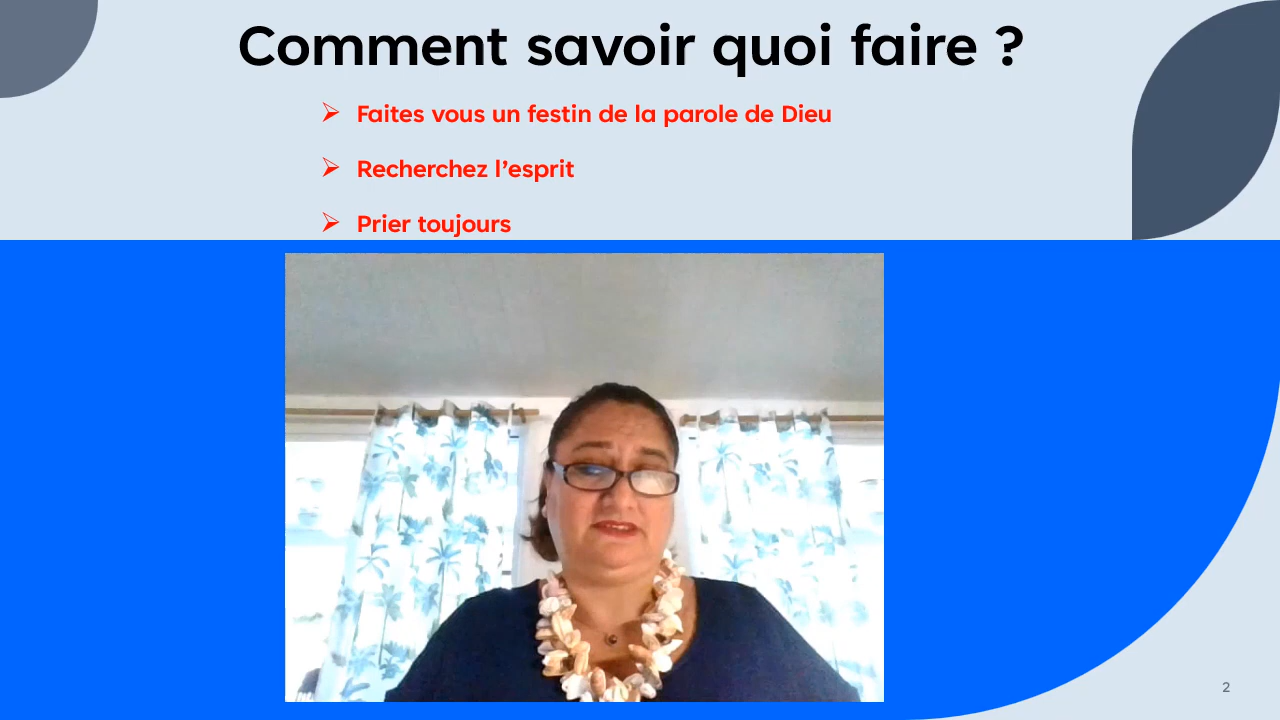 Comment savoir quoi faire ?
Faites vous un festin de la parole de Dieu
Recherchez l’esprit
Prier toujours
2